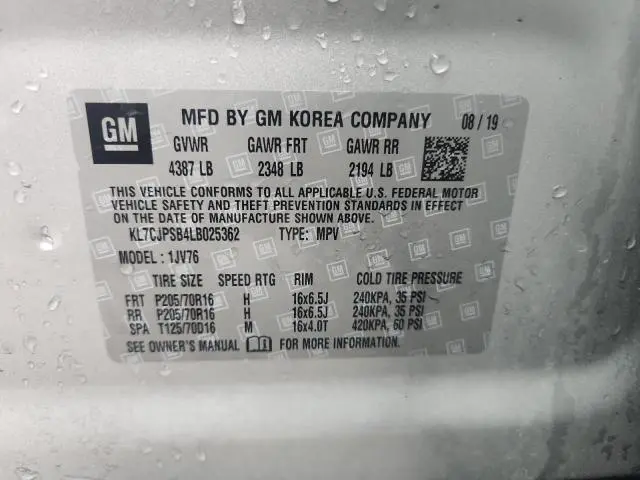 GM
MFD BY GM KOREA COMPANY 08 / 19
GVWR GAWR FRT GAWR RR
4387 LB 2348 LB 2194 LB
THIS VEHICLE CONFORMS TO ALL APPLICABLE U.S. FEDERAL MOTOR
VEHICLE SAFETY AND THEFT PREVENTION STANDARDS IN EFFECT
ON THE DATE OF MANUFACTURE SHOWN ABOVE.
KL7CJPSB4LB025362 TYPE: MPV
MODEL : 1JV76
TIRE SIZE SPEED RTG RIM COLD TIRE PRESSURE
FRT P205/70R16 H 16x6.5J 240KPA, 35 PSI
RR P205/70R16 H 16x6.5J 240KPA, 35 PSI
SPA T125/70D16 M 16x4.0T 420KPA, 60 PSI
SEE OWNER'S MANUAL FOR MORE INFORMATION.